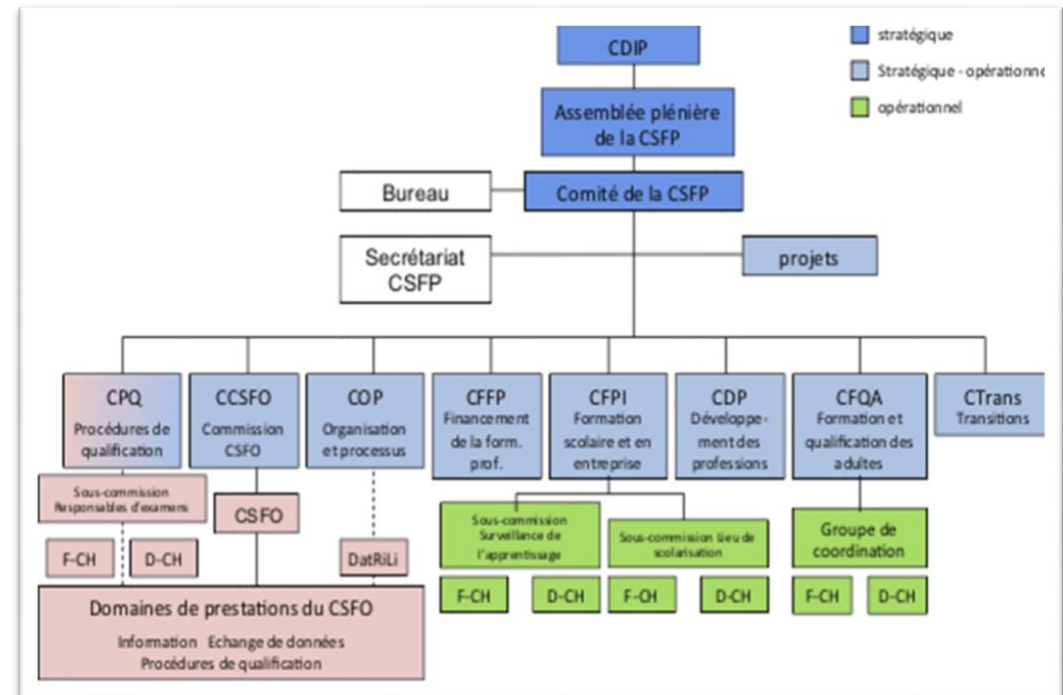 CDIP
stratégique
Stratégique - opérationne
opérationnel
Assemblée plénière
de la CSFP
Bureau
Comité de la CSFP
Secrétariat
CSFP
projets
CPQ
Procédures de
qualification
CCSFO
Commission
CSFO
COP
Organisation
et processus
CFFP
Financement
de la form.
prof.
CFPI
Formation
scolaire et en
entreprise
CDP
Développe-
ment des
professions
CFQA
Formation et
qualification des
adultes
CTrans
Transitions
Sous-commission
Responsables d'examens
CSFO
F-CH
D-CH
DatRiLi
Sous-commission
Surveillance de
l'apprentissage
Sous-commission Lieu de
scolarisation
Groupe de
coordination
F-CH
D-CH
F-CH
D-CH
F-CH
D-CH
Domaines de prestations du CSFO
Information Echange de données
Procédures de qualification